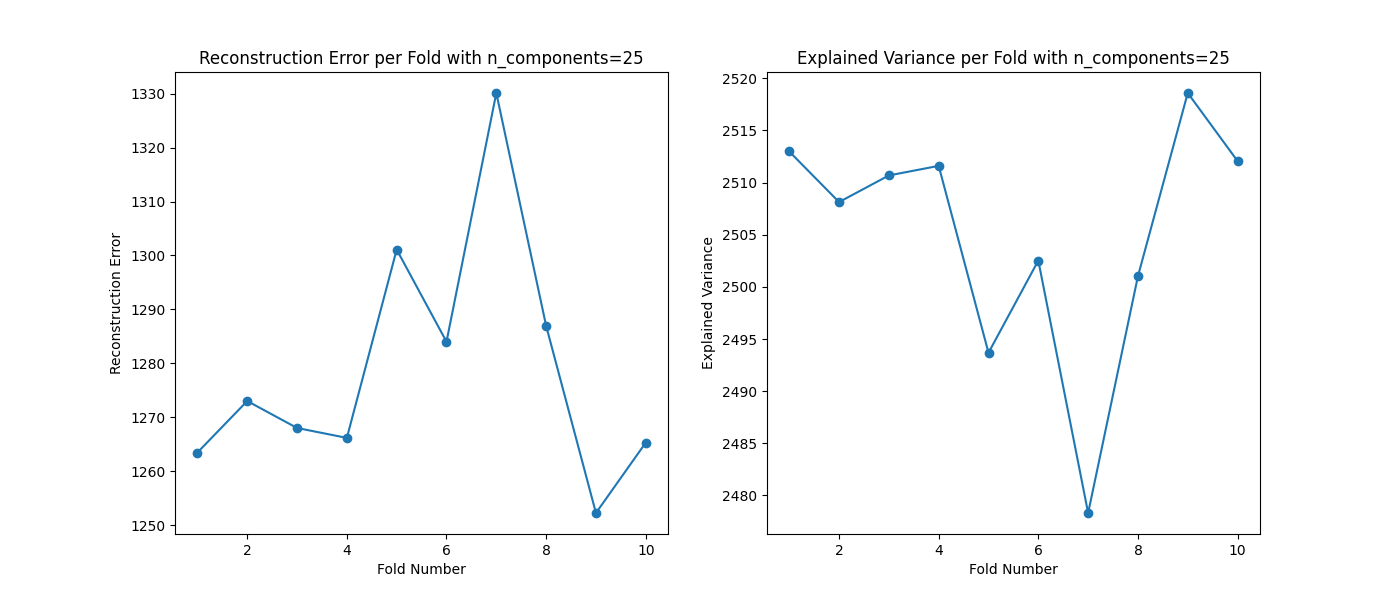 Reconstruction Error per Fold with n_components=25
1330
1320
1310
1300
1290
1280
1270
1260
1250
Reconstruction Error
2 4 6 8 10
Fold Number
Explained Variance per Fold with n_components=25
2520
2515
2510
2505
2500
2495
2490
2485
2480
Explained Variance
2 4 6 8 10
Fold Number